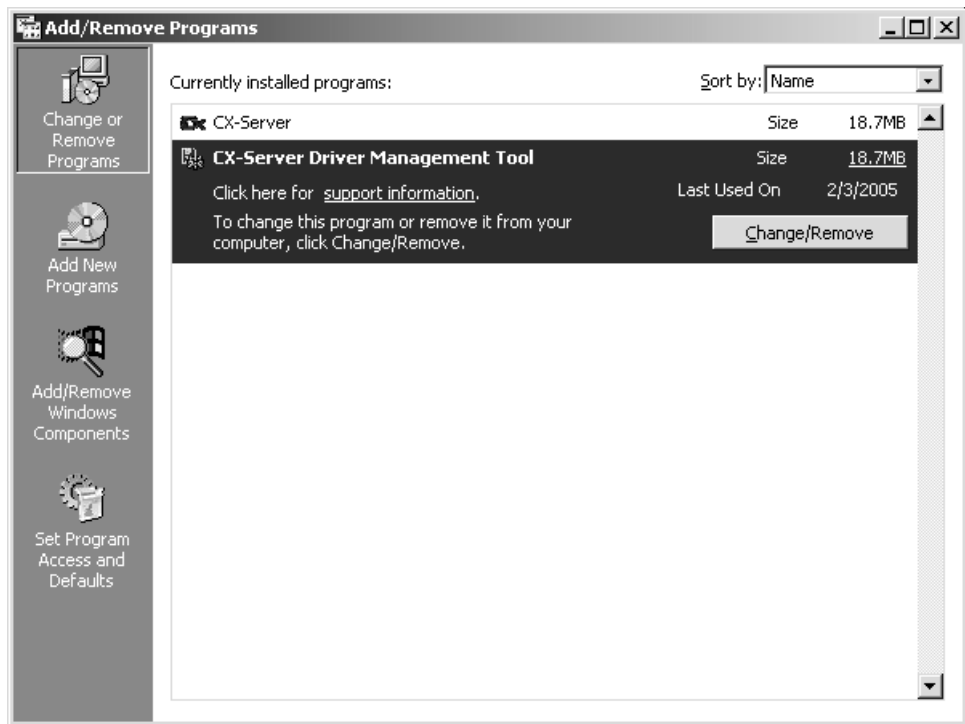 Add/Remove Programs
Change or
Remove
Programs
Add New
Programs
Add/Remove
Windows
Components
Set Program
Access and
Defaults
Currently installed programs:
Sort by: Name
CX-Server Size 18.7MB
CX-Server Driver Management Tool Size 18.7MB
Click here for support information. Last Used On 2/3/2005
To change this program or remove it from your
computer, click Change/Remove.
Change/Remove